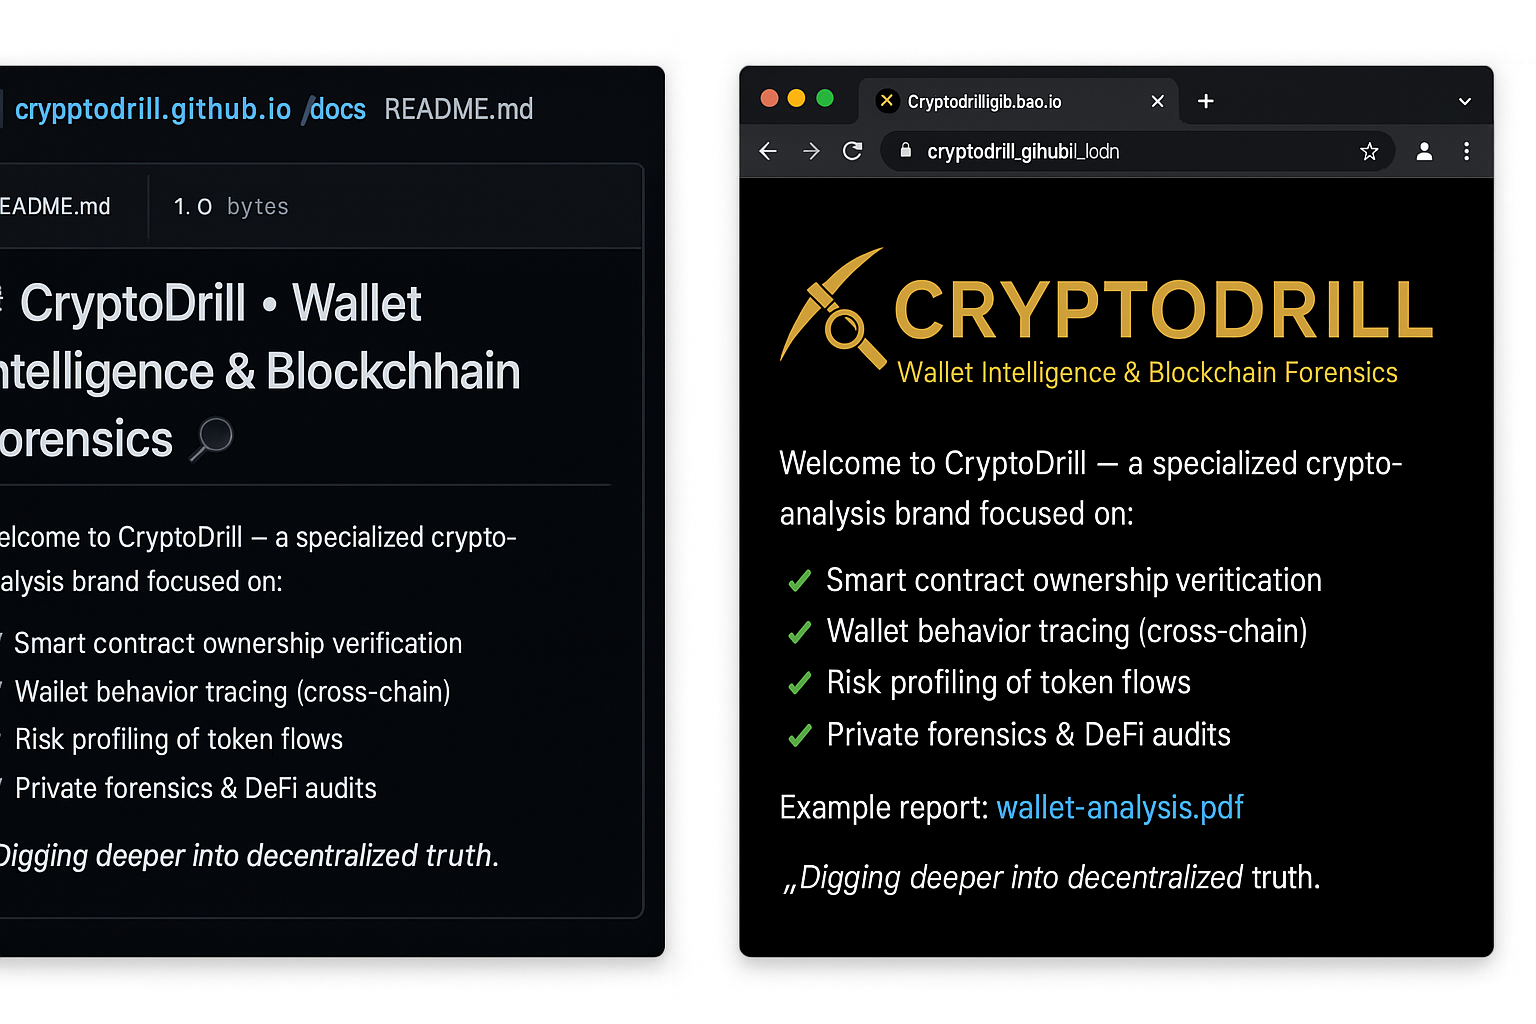 crypptodrill.github.io /docs README.md
EADME.md 1. O bytes
# CryptoDrill • Wallet
ntelligence & Blockchhain
orensics
elcome to CryptoDrill – a specialized crypto-
alysis brand focused on:
Smart contract ownership verification
Wailet behavior tracing (cross-chain)
Risk profiling of token flows
Private forensics & DeFi audits
Digging deeper into decentralized truth.
Cryptodrilligib.bao.io
cryptodrill_gihubil_lodn
CRYPTODRILL
Wallet Intelligence & Blockchain Forensics
Welcome to CryptoDrill – a specialized crypto-
analysis brand focused on:
✓ Smart contract ownership veritication
✓ Wallet behavior tracing (cross-chain)
✓ Risk profiling of token flows
✓ Private forensics & DeFi audits
Example report: wallet-analysis.pdf
„Digging deeper into decentralized truth.